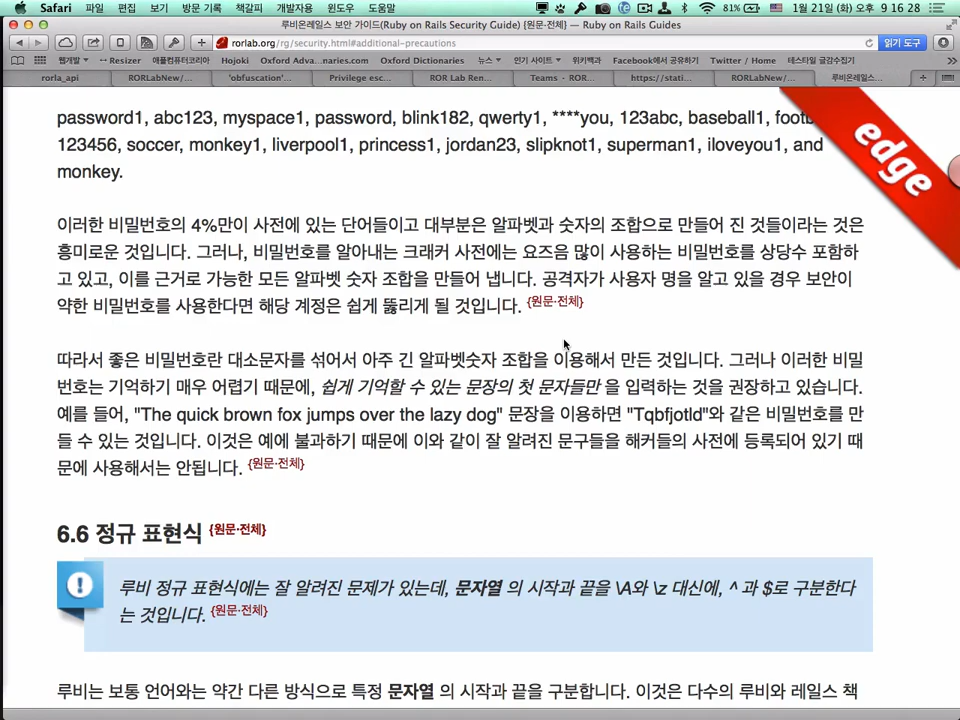 Safari 파일 편집 보기 방문 기록 책갈피 개발자용 윈도우 도움말 81% 1월 21일 (화) 오후 9 16 28
루비온레일스 보안 가이드(Ruby on Rails Security Guide) {원문·전체} — Ruby on Rails Guides
rorlab.org/rg/security.html#additional-precautions 읽기 도구
웹개발 Resizer 애플컴퓨터코리아 Hojoki Oxford Adva...naries.com Oxford Dictionaries 뉴스 인기 사이트 위키백과 Facebook에서 공유하기 Twitter / Home 테스타일 글감수집기
rorla_api RORLabNew/... 'obfuscation'... Privilege esc... ROR Lab Ren... Teams - ROR... https://stati... RORLabNew/... 루비온레일스...
password1, abc123, myspace1, password, blink182, qwerty1, ****you, 123abc, baseball1, footb
123456, soccer, monkey1, liverpool1, princess1, jordan23, slipknot1, superman1, iloveyou1, and
monkey.
edge
이러한 비밀번호의 4%만이 사전에 있는 단어들이고 대부분은 알파벳과 숫자의 조합으로 만들어 진 것들이라는 것은
흥미로운 것입니다. 그러나, 비밀번호를 알아내는 크래커 사전에는 요즈음 많이 사용하는 비밀번호를 상당수 포함하
고 있고, 이를 근거로 가능한 모든 알파벳 숫자 조합을 만들어 냅니다. 공격자가 사용자 명을 알고 있을 경우 보안이
약한 비밀번호를 사용한다면 해당 계정은 쉽게 뚫리게 될 것입니다. {원문·전체}
따라서 좋은 비밀번호란 대소문자를 섞어서 아주 긴 알파벳숫자 조합을 이용해서 만든 것입니다. 그러나 이러한 비밀
번호는 기억하기 매우 어렵기 때문에, 쉽게 기억할 수 있는 문장의 첫 문자들만 을 입력하는 것을 권장하고 있습니다.
예를 들어, "The quick brown fox jumps over the lazy dog" 문장을 이용하면 "Tqbfjotld"와 같은 비밀번호를 만
들 수 있는 것입니다. 이것은 예에 불과하기 때문에 이와 같이 잘 알려진 문구들을 해커들의 사전에 등록되어 있기 때
문에 사용해서는 안됩니다. {원문·전체}
6.6 정규 표현식 {원문·전체}
루비 정규 표현식에는 잘 알려진 문제가 있는데, 문자열 의 시작과 끝을 \A와 \z 대신에, ^ 과 $로 구분한다
는 것입니다. {원문·전체}
루비는 보통 언어와는 약간 다른 방식으로 특정 문자열 의 시작과 끝을 구분합니다. 이것은 다수의 루비와 레일스 책